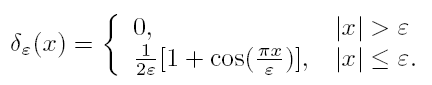 δ_ε(x) = { 0, |x| > ε
1/2ε [1 + cos(πx/ε)], |x| ≤ ε.